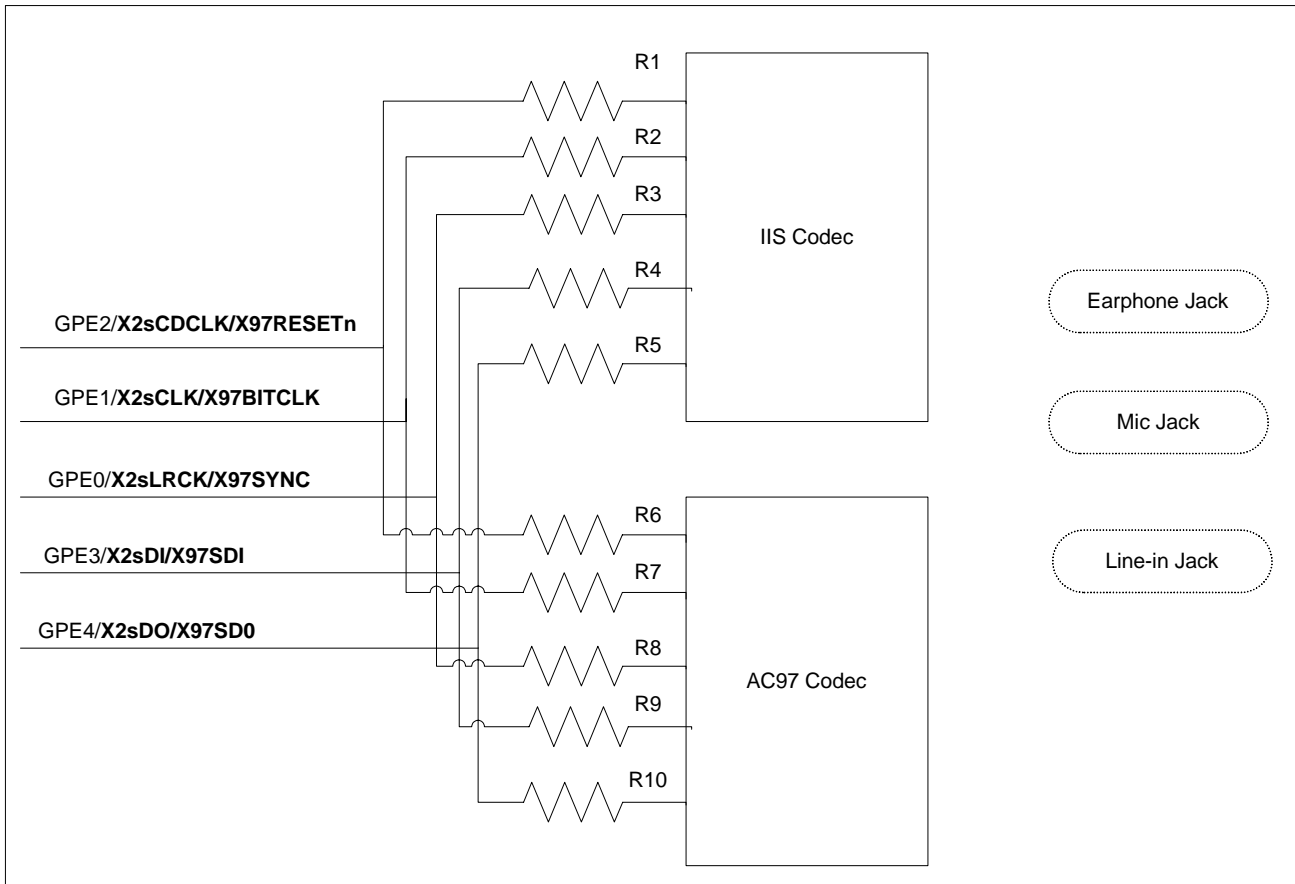 R1
R2
R3
R4
R5
IIS Codec
GPE2/X2sCDCLK/X97RESETn
GPE1/X2sCLK/X97BITCLK
GPE0/X2sLRCK/X97SYNC
GPE3/X2sDI/X97SDI
GPE4/X2sDO/X97SD0
R6
R7
R8
R9
R10
AC97 Codec
Earphone Jack
Mic Jack
Line-in Jack